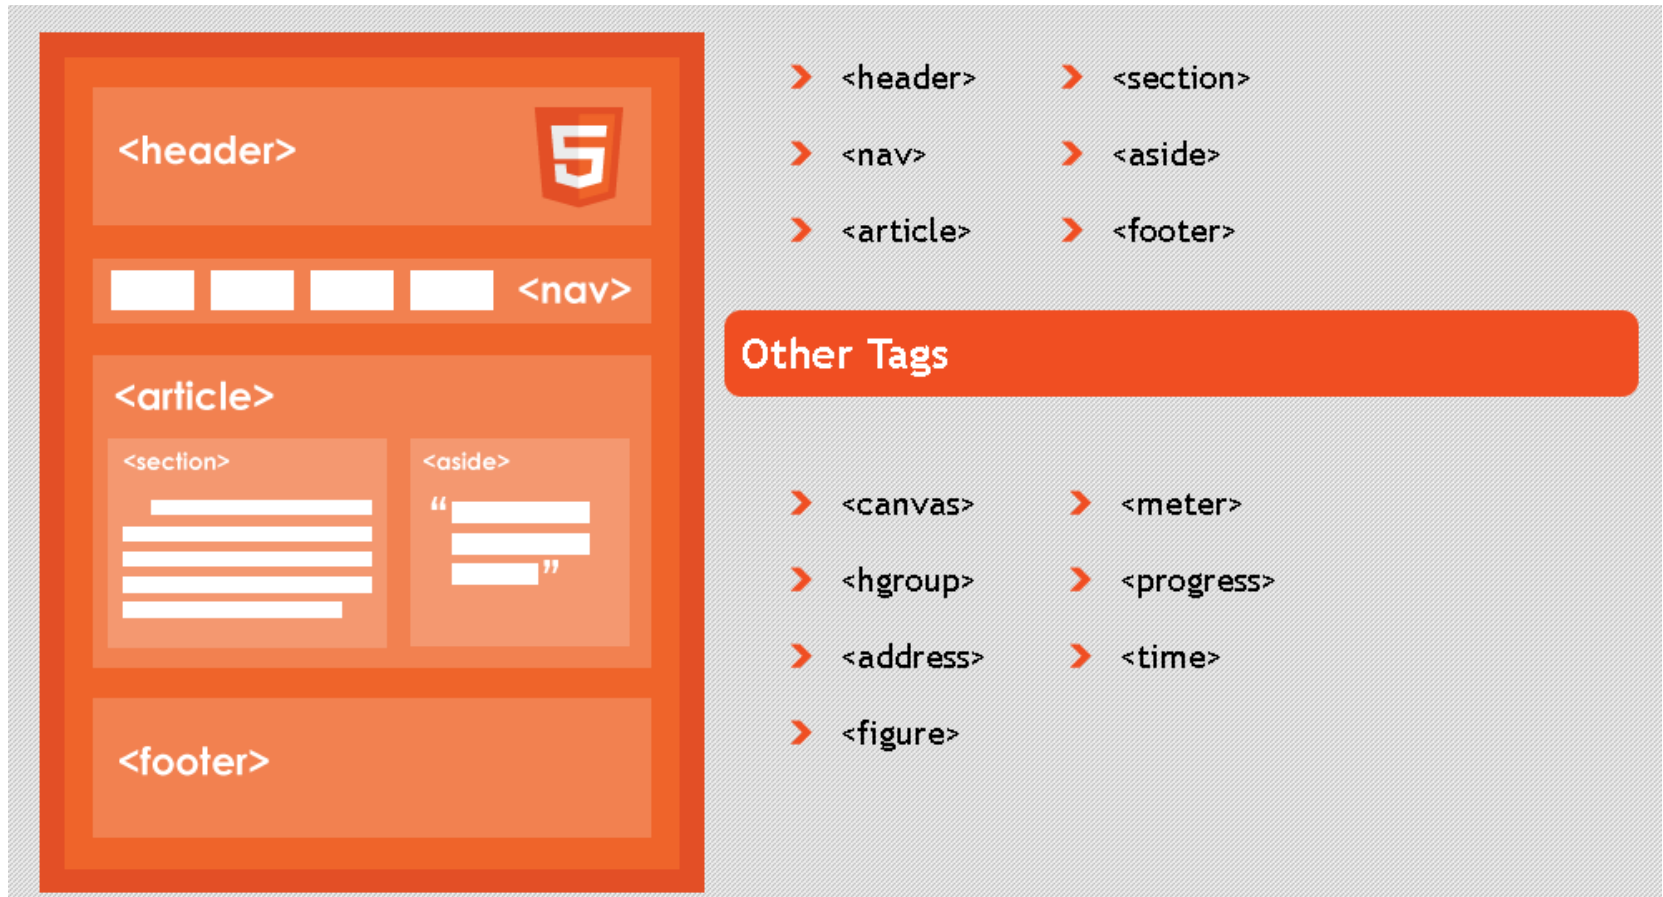 <header>
<nav>
<article>
<section>
<aside>
“
”
<footer>
<header>
<section>
<nav>
<aside>
<article>
<footer>
Other Tags
<canvas>
<meter>
<hgroup>
<progress>
<address>
<time>
<figure>